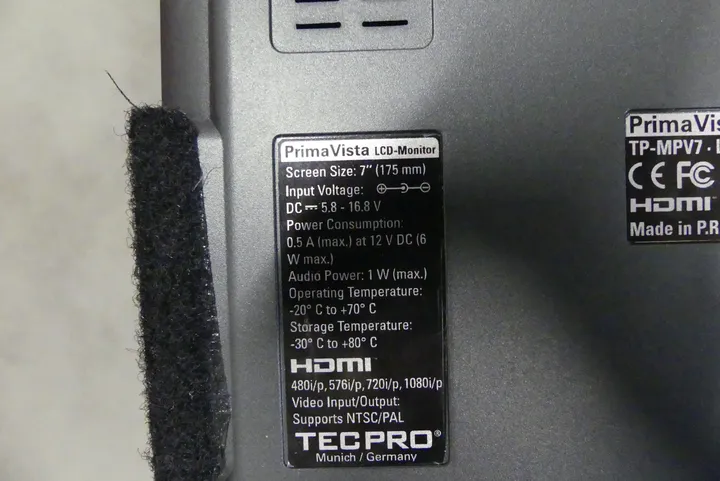 PrimaVista LCD-Monitor
Screen Size: 7" (175 mm)
Input Voltage:
DC 5.8 - 16.8 V
Power Consumption:
0.5 A (max.) at 12 V DC (6
W max.)
Audio Power: 1 W (max.)
Operating Temperature:
-20° C to +70° C
Storage Temperature:
-30° C to +80° C
HDMI
480i/p, 576i/p, 720i/p, 1080i/p
Video Input/Output:
Supports NTSC/PAL
TECPRO®
Munich / Germany
PrimaVis
TP-MPV7 ·
CE FC
HDMI
Made in P.R